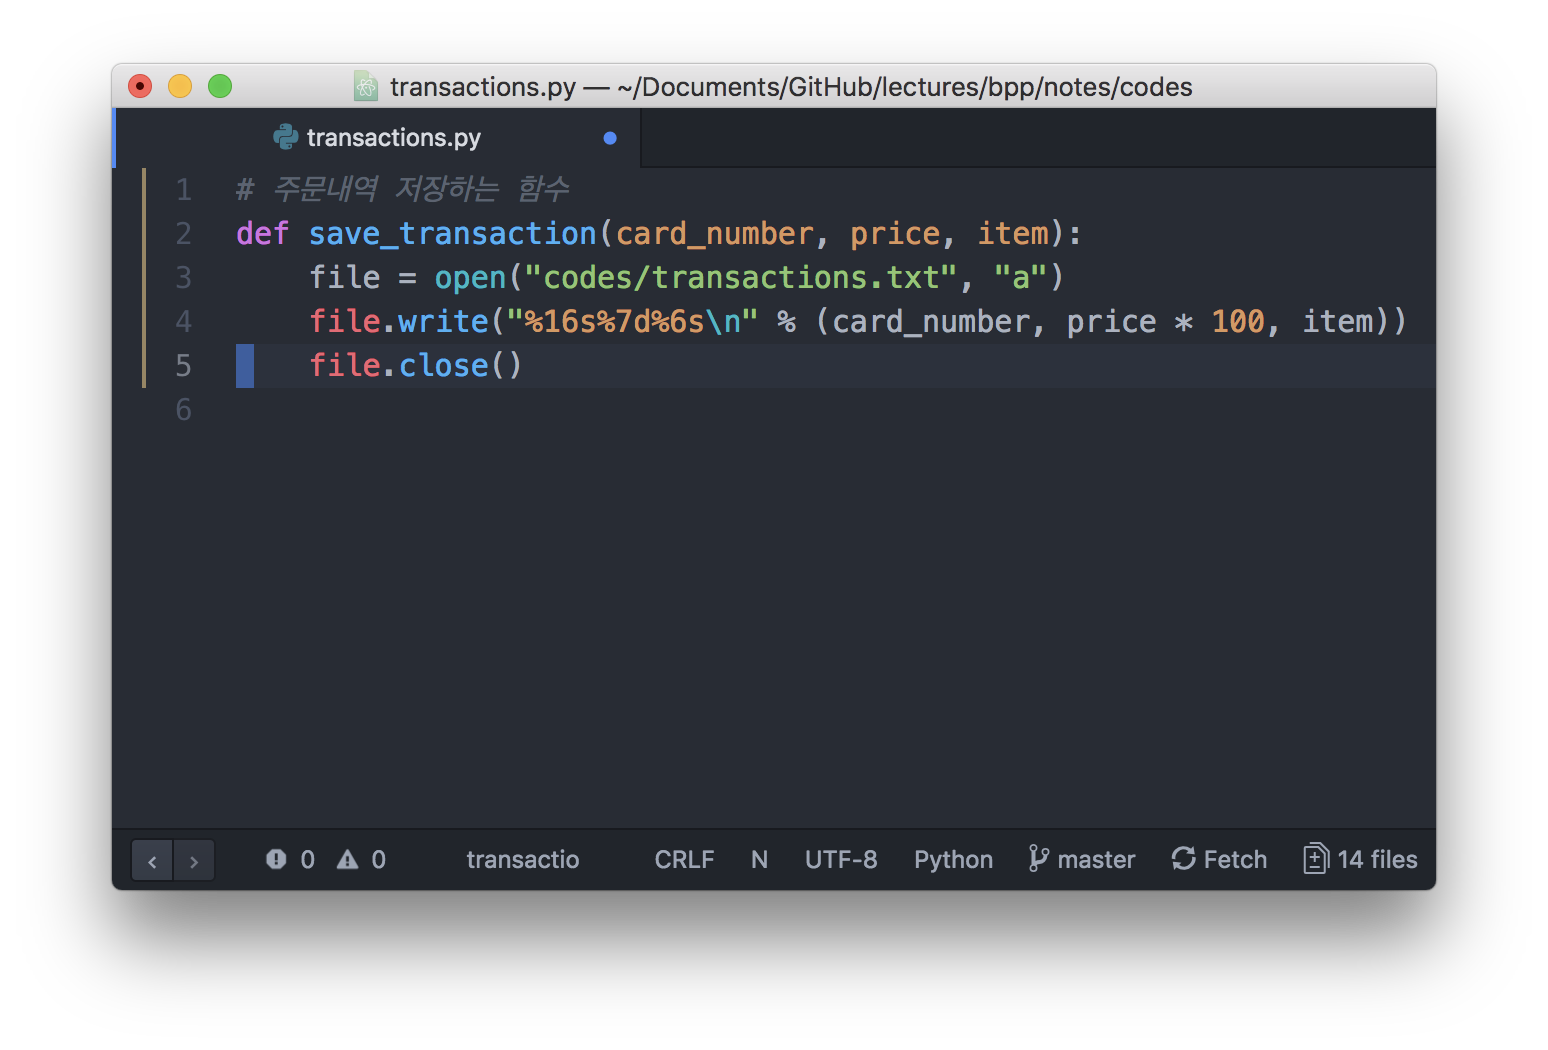 transactions.py — ~/Documents/GitHub/lectures/bpp/notes/codes
transactions.py
1 # 주문내역 저장하는 함수
2 def save_transaction(card_number, price, item):
3     file = open("codes/transactions.txt", "a")
4     file.write("%16s%7d%6s\n" % (card_number, price * 100, item))
5     file.close()
6
0 0 transactio CRLF N UTF-8 Python master Fetch 14 files